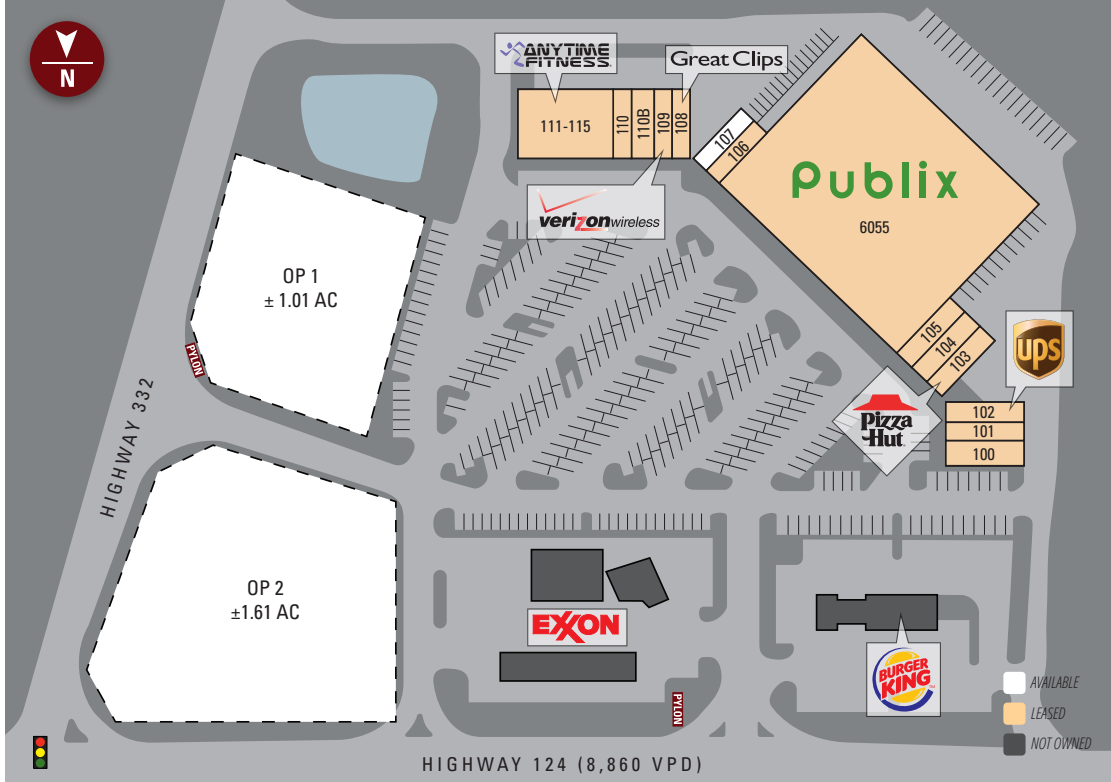 N
ANYTIME
FITNESS
Great Clips
111-115
110
110B
109
108
107
106
Publix
6055
verizon wireless
OP 1
± 1.01 AC
PYLON
HIGHWAY 332
105
104
103
ups
Pizza
Hut
102
101
100
OP 2
±1.61 AC
EXXON
BURGER
KING
TM
PYLON
AVAILABLE
LEASED
NOT OWNED
HIGHWAY 124 (8,860 VPD)